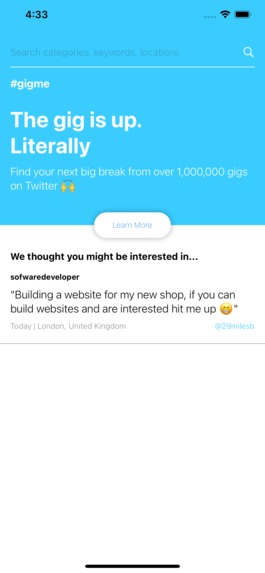 4:33
Search categories, keywords, locations
#gigme
The gig is up.
Literally
Find your next big break from over 1,000,000 gigs
on Twitter 🙌
Learn More
We thought you might be interested in...
sofwaredeveloper
"Building a website for my new shop, if you can
build websites and are interested hit me up 😁"
Today | London, United Kingdom
@29milesb